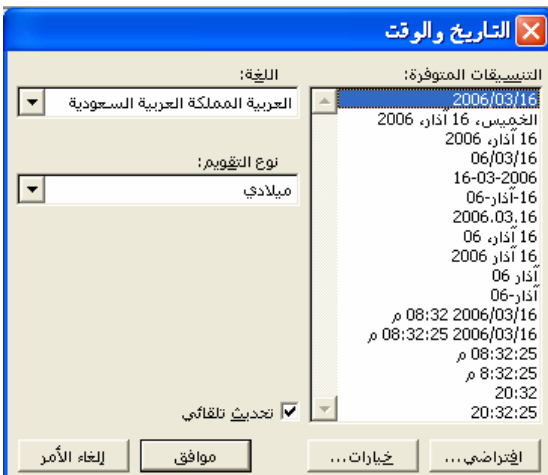 التاريخ والوقت
التنسيقات المتوفرة:
2006/03/16
الخميس، 16 آذار، 2006
16 آذار، 2006
06/03/16
16-03-2006
16-آذار-06
2006.03.16
16 آذار، 06
16 آذار 2006
آذار 06
آذار-06
2006/03/16 08:32 م
2006/03/16 08:32:25 م
08:32:25 م
8:32:25 م
20:32
20:32:25
اللغة:
العربية المملكة العربية السعودية
نوع التقويم:
ميلادي
تحديث تلقائي
افتراضي...
خيارات...
موافق
إلغاء الأمر